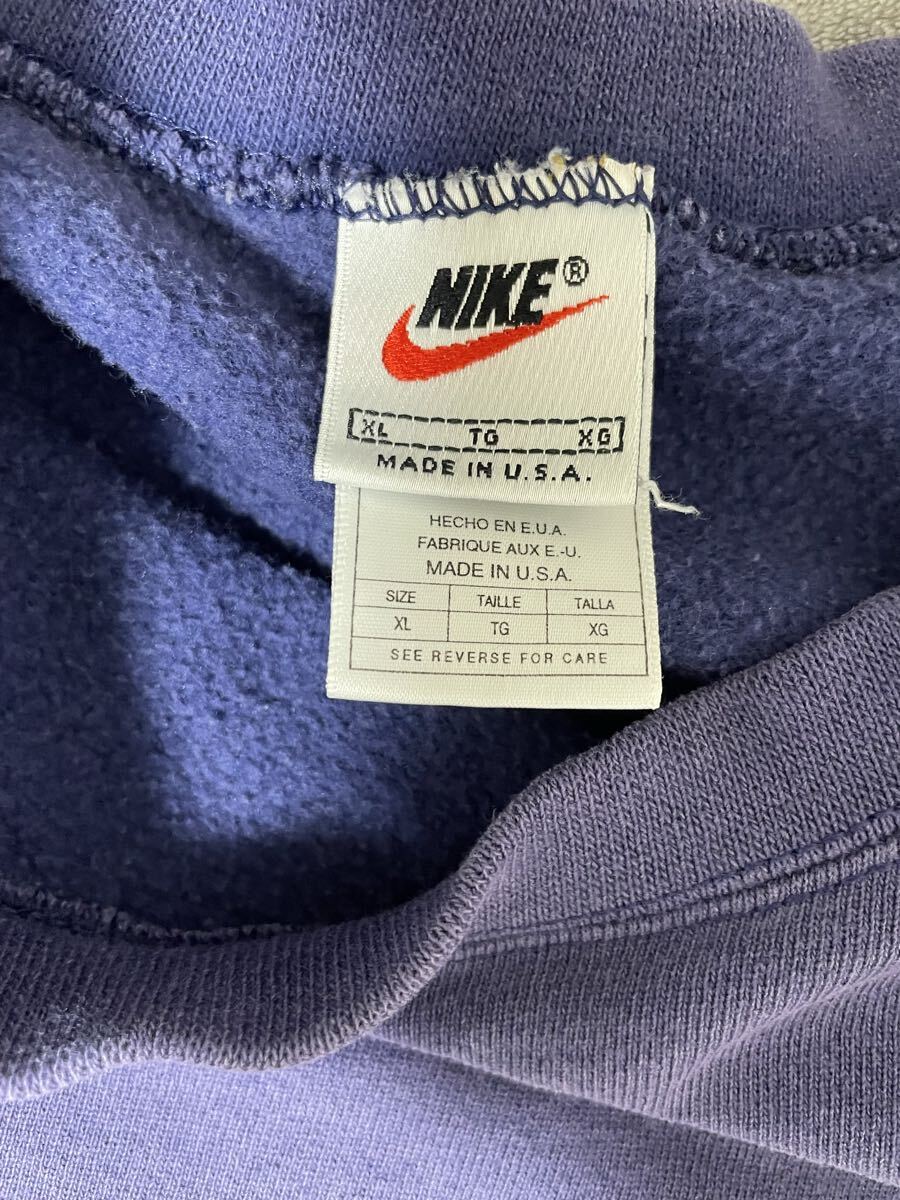 NIKE®
XL TG XG
MADE IN U.S.A.
HECHO EN E.U.A.
FABRIQUE AUX E.-U.
MADE IN U.S.A.
SIZE TAILLE TALLA
XL TG XG
SEE REVERSE FOR CARE